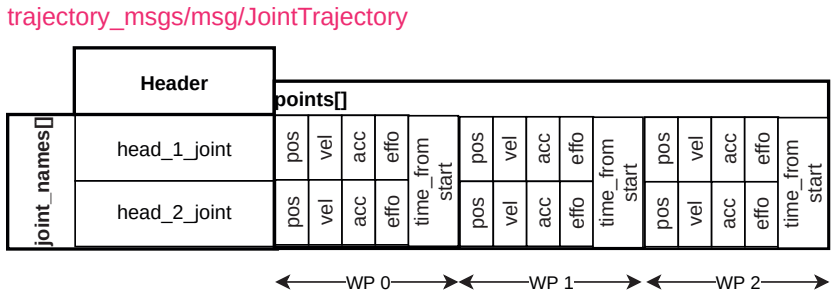 trajectory_msgs/msg/JointTrajectory
Header
points[]
joint_names[]
head_1_joint
pos vel acc effo
time_from
start
pos vel acc effo
time_from
start
pos vel acc effo
time_from
start
head_2_joint
pos vel acc effo
pos vel acc effo
pos vel acc effo
WP 0 WP 1 WP 2